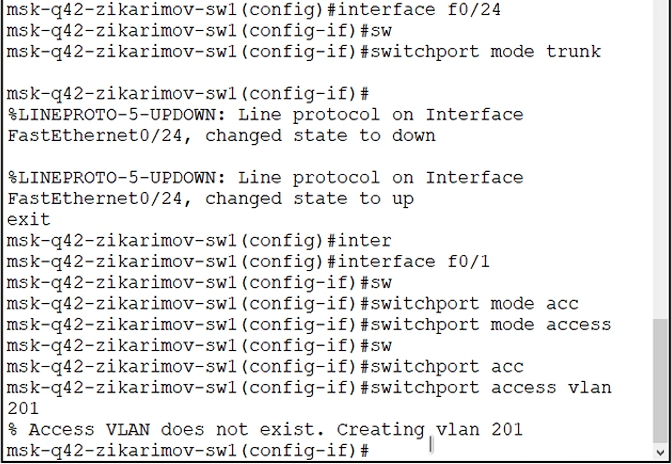 msk-q42-zikarimov-sw1(config)#interface f0/24
msk-q42-zikarimov-sw1(config-if)#sw
msk-q42-zikarimov-sw1(config-if)#switchport mode trunk
msk-q42-zikarimov-sw1(config-if)#
%LINEPROTO-5-UPDOWN: Line protocol on Interface
FastEthernet0/24, changed state to down
%LINEPROTO-5-UPDOWN: Line protocol on Interface
FastEthernet0/24, changed state to up
exit
msk-q42-zikarimov-sw1(config)#inter
msk-q42-zikarimov-sw1(config)#interface f0/1
msk-q42-zikarimov-sw1(config-if)#sw
msk-q42-zikarimov-sw1(config-if)#switchport mode acc
msk-q42-zikarimov-sw1(config-if)#switchport mode access
msk-q42-zikarimov-sw1(config-if)#sw
msk-q42-zikarimov-sw1(config-if)#switchport acc
msk-q42-zikarimov-sw1(config-if)#switchport access vlan
201
% Access VLAN does not exist. Creating vlan 201
msk-q42-zikarimov-sw1(config-if)#